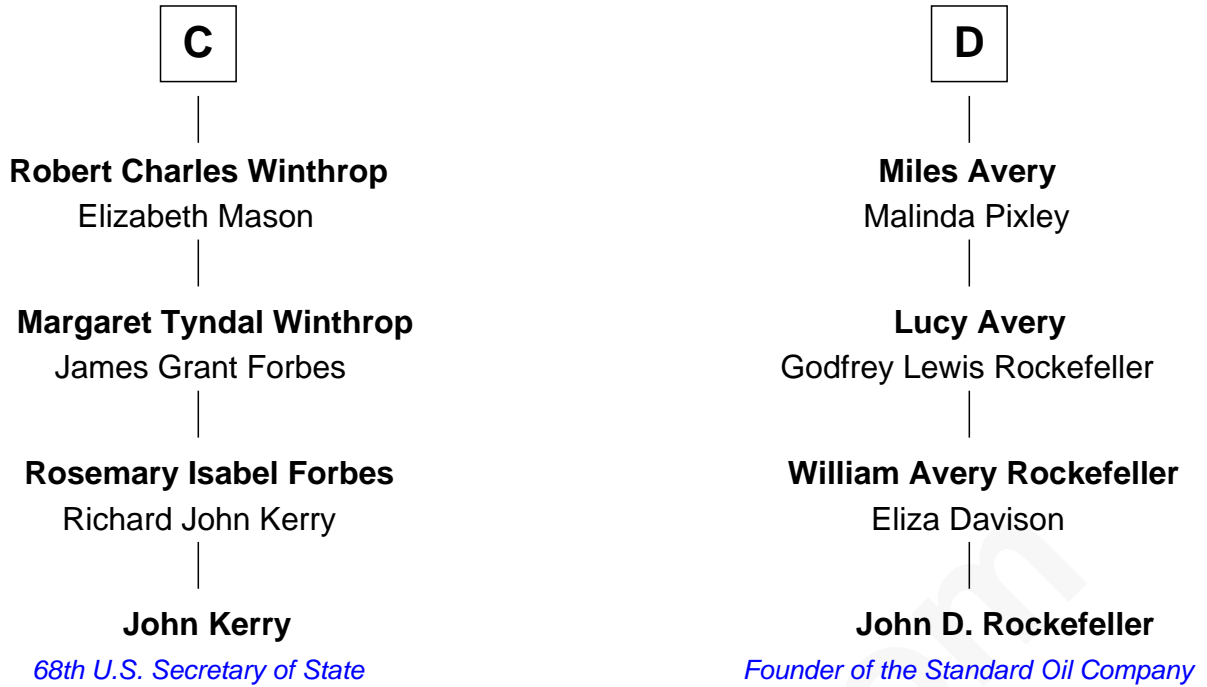 C
Robert Charles Winthrop
Elizabeth Mason
Margaret Tyndal Winthrop
James Grant Forbes
Rosemary Isabel Forbes
Richard John Kerry
John Kerry
68th U.S. Secretary of State
D
Miles Avery
Malinda Pixley
Lucy Avery
Godfrey Lewis Rockefeller
William Avery Rockefeller
Eliza Davison
John D. Rockefeller
Founder of the Standard Oil Company